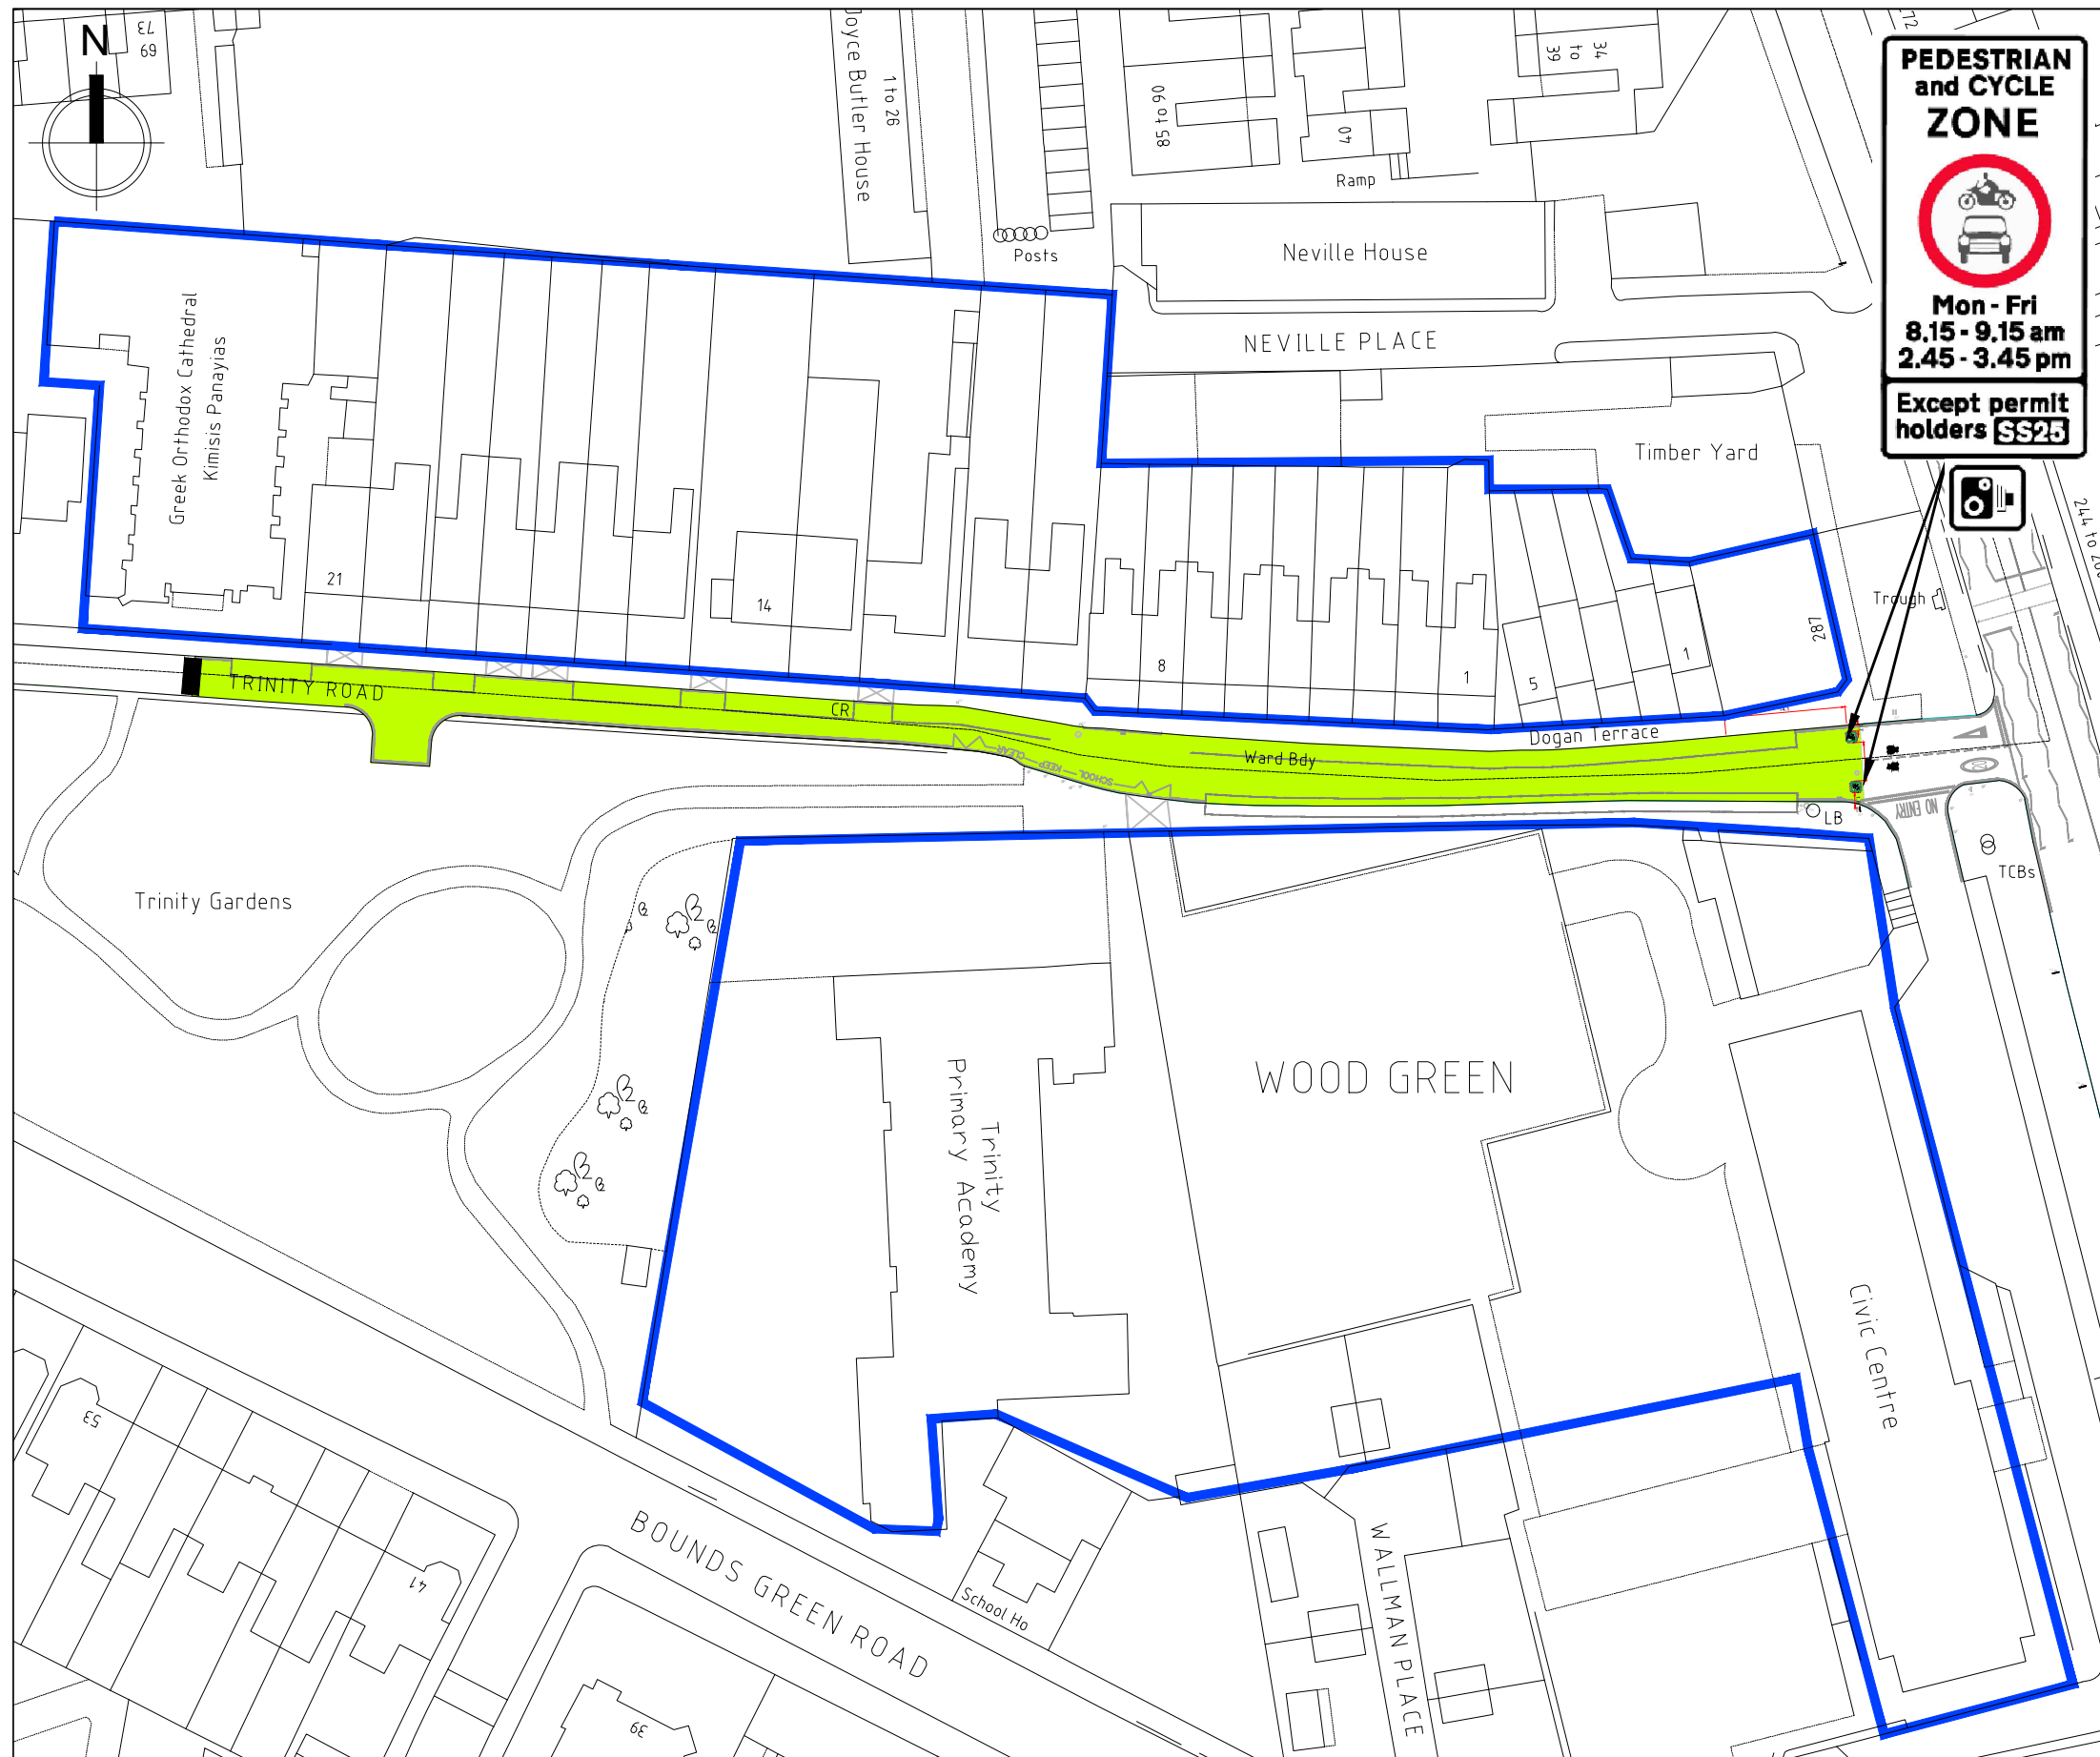 N
73
69
Joyce Butler House
1 to 26
85 to 90
40
39
to
34
272
Ramp
Posts
Neville House
NEVILLE PLACE
PEDESTRIAN
and CYCLE
ZONE
Mon - Fri
8.15 - 9.15 am
2.45 - 3.45 pm
Except permit
holders SS25
Timber Yard
Trough
287
Greek Orthodox Cathedral
Kimisis Panayias
21
14
8
1
5
1
TRINITY ROAD
CR
Ward Bdy
Dogan Terrace
SCHOOL KEEP CLEAR
NO ENTRY
LB
TCBs
Trinity Gardens
WOOD GREEN
Trinity
Primary Academy
Civic Centre
53
41
39
BOUNDS GREEN ROAD
School Ho
WALLMAN PLACE